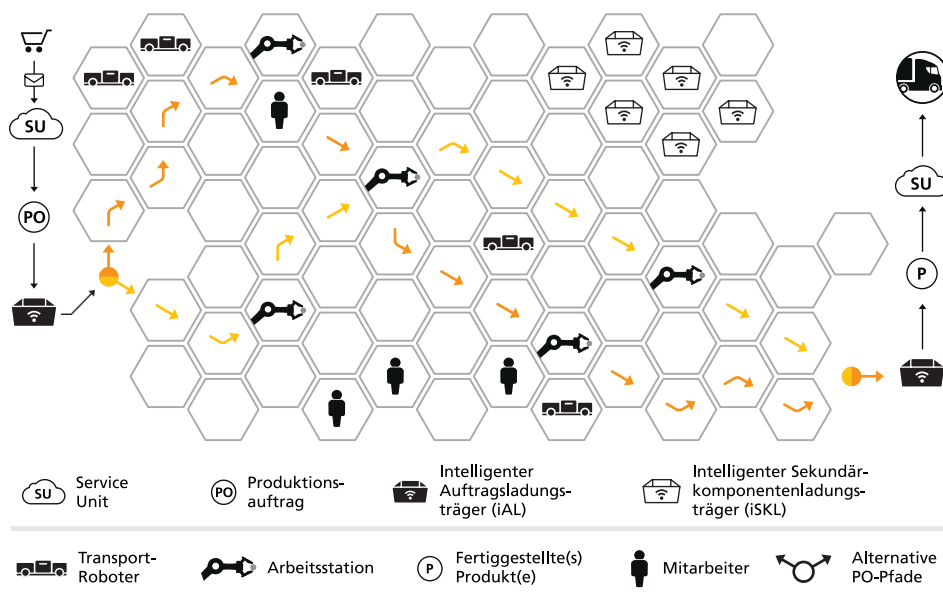 SU
PO
SU
P
SU
Service
Unit
PO
Produktions-
auftrag
Intelligenter
Auftragsladungs-
träger (iAL)
Intelligenter Sekundär-
komponentenladungs-
träger (iSKL)
Transport-
Roboter
Arbeitsstation
P
Fertiggestellte(s)
Produkt(e)
Mitarbeiter
Alternative
PO-Pfade